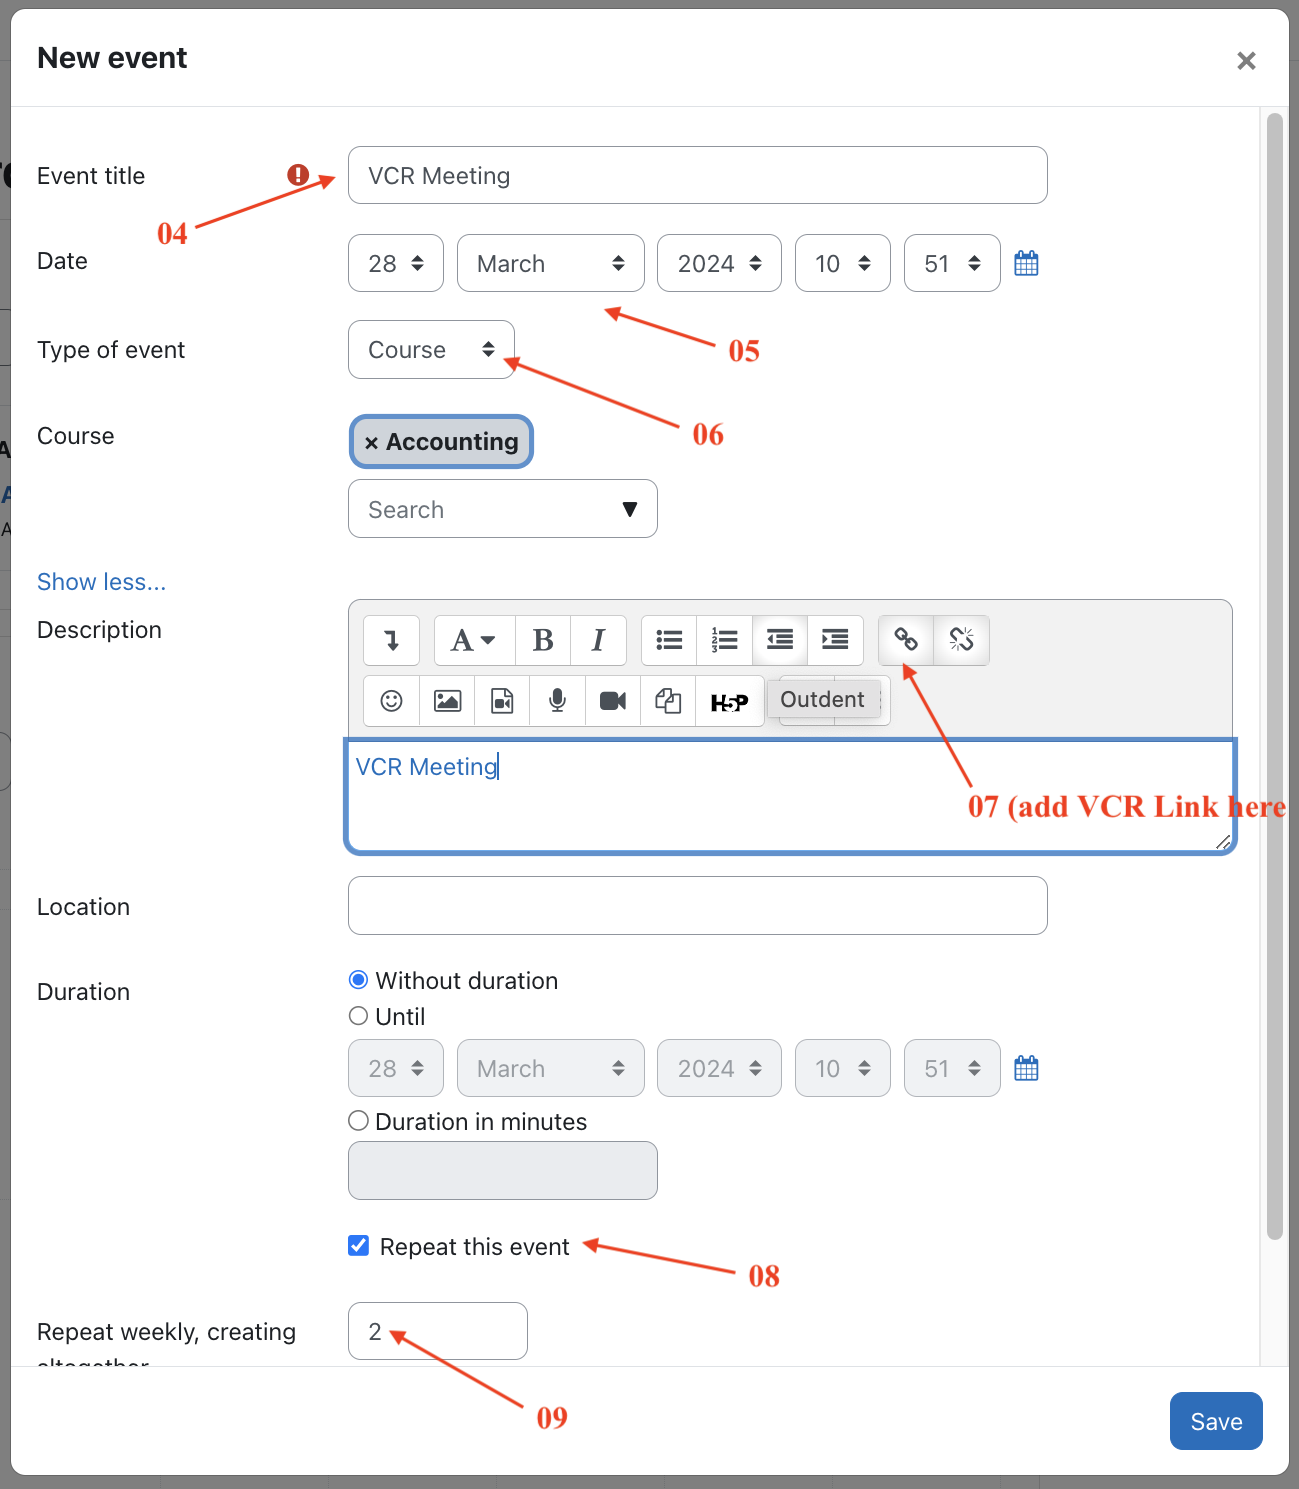 New event ×
Event title VCR Meeting
04
Date 28 March 2024 10 51
05
Type of event Course
06
Course × Accounting
Search
Show less...
Description
A B I
H5P Outdent
VCR Meeting
07 (add VCR Link here
Location
Duration Without duration
Until
28 March 2024 10 51
Duration in minutes
Repeat this event
08
Repeat weekly, creating 2
altogether
09
Save